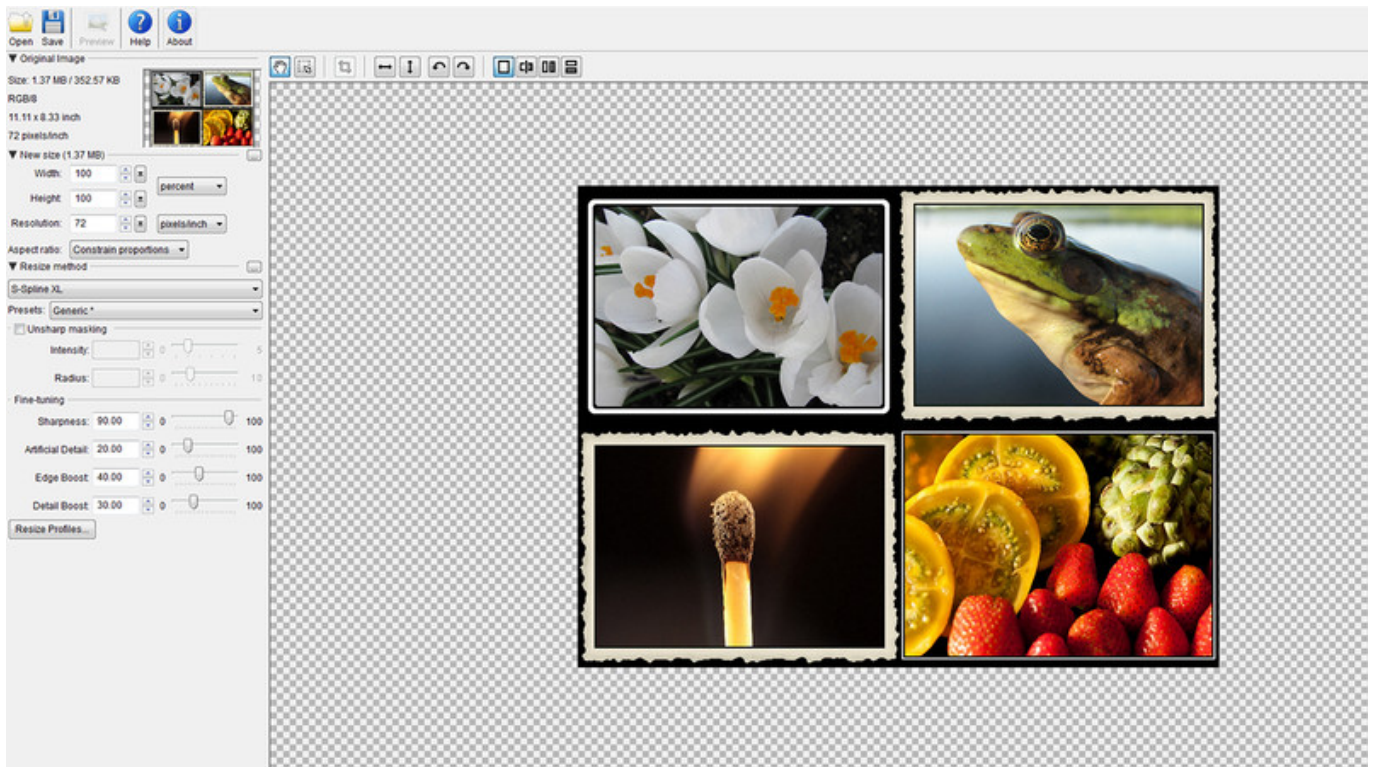 Open Save Preview Help About
Original Image
Size: 1.37 MB / 352.57 KB
RGB/8
11.11 x 8.33 inch
72 pixels/inch
New size (1.37 MB)
...
Width: 100
percent
Height: 100
Resolution: 72 pixels/inch
Aspect ratio: Constrain proportions
Resize method
...
S-Spline XL
Presets: Generic *
Unsharp masking
Intensity: 0 5
Radius: 0 10
Fine-tuning
Sharpness: 90.00 0 100
Artificial Detail: 20.00 0 100
Edge Boost: 40.00 0 100
Detail Boost: 30.00 0 100
Resize Profiles...